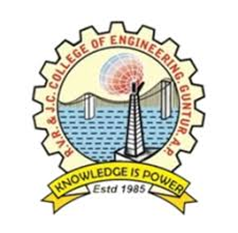 R.V.R. & J.C. COLLEGE OF ENGINEERING, GUNTUR, A.P.
KNOWLEDGE IS POWER
Estd 1985